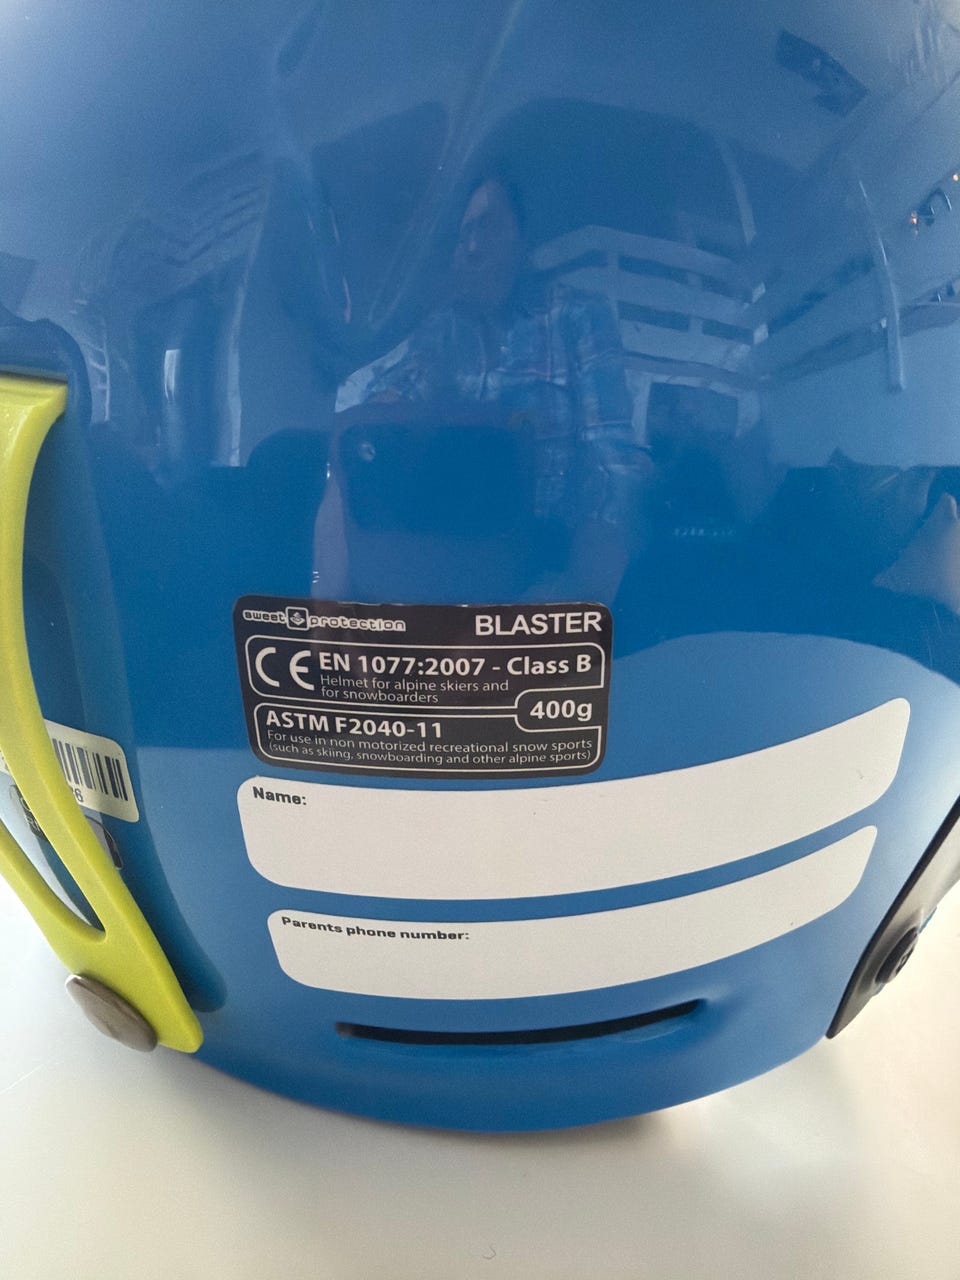 sweet protection BLASTER
CE EN 1077:2007 - Class B
Helmet for alpine skiers and
for snowboarders
400g
ASTM F2040-11
For use in non motorized recreational snow sports
(such as skiing, snowboarding and other alpine sports)
Name:
Parents phone number: